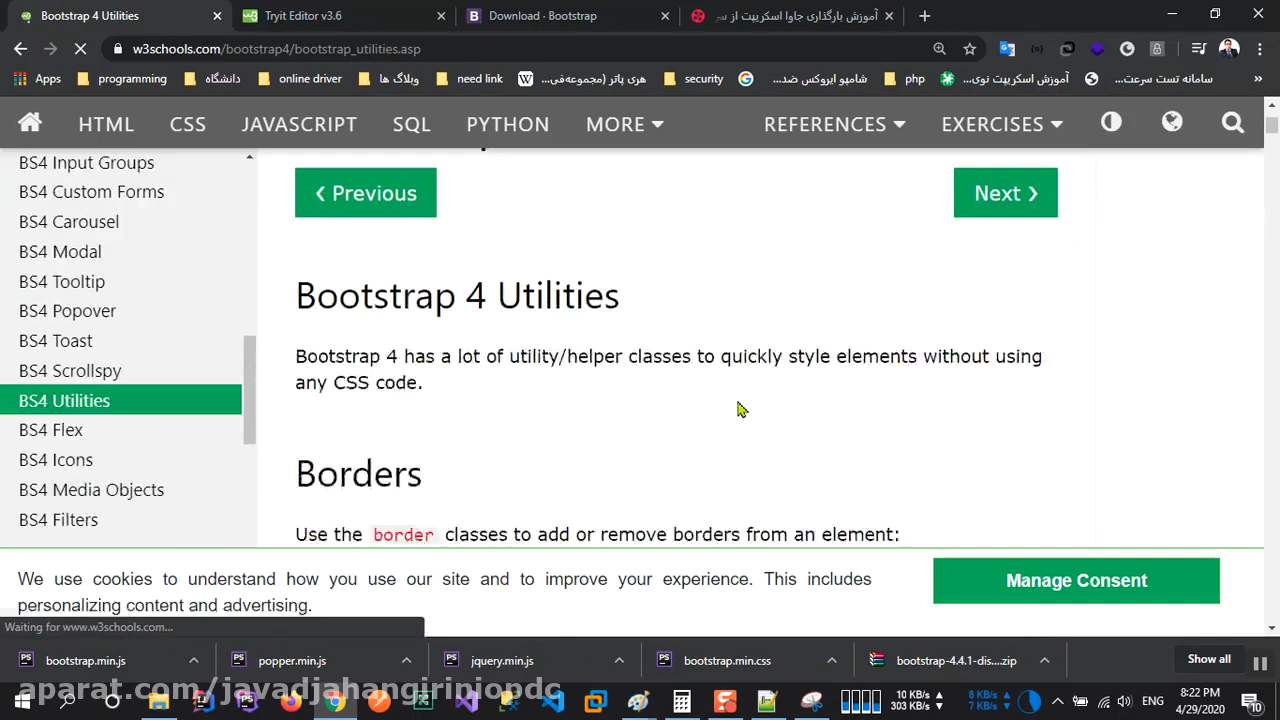 Bootstrap 4 Utilities
Tryit Editor v3.6
Download · Bootstrap
آموزش بارگذاری جاوا اسکریپت از سر
w3schools.com/bootstrap4/bootstrap_utilities.asp
Apps
programming
دانشگاه
online driver
وبلاگ ها
need link
هری پاتر (مجموعه‌فی...
security
شامپو ایروکس ضد...
php
آموزش اسکریپت نوی...
سامانه تست سرعت...
HTML
CSS
JAVASCRIPT
SQL
PYTHON
MORE
REFERENCES
EXERCISES
BS4 Input Groups
BS4 Custom Forms
BS4 Carousel
BS4 Modal
BS4 Tooltip
BS4 Popover
BS4 Toast
BS4 Scrollspy
BS4 Utilities
BS4 Flex
BS4 Icons
BS4 Media Objects
BS4 Filters
❮ Previous
Next ❯
Bootstrap 4 Utilities
Bootstrap 4 has a lot of utility/helper classes to quickly style elements without using
any CSS code.
Borders
Use the border classes to add or remove borders from an element:
We use cookies to understand how you use our site and to improve your experience. This includes
personalizing content and advertising.
Manage Consent
Waiting for www.w3schools.com...
bootstrap.min.js
popper.min.js
jquery.min.js
bootstrap.min.css
bootstrap-4.4.1-dis....zip
Show all
aparat.com/javadjahangirinionpdc
10 KB/s
303 KB/s
8 KB/s
7 KB/s
ENG
8:22 PM
4/29/2020
10